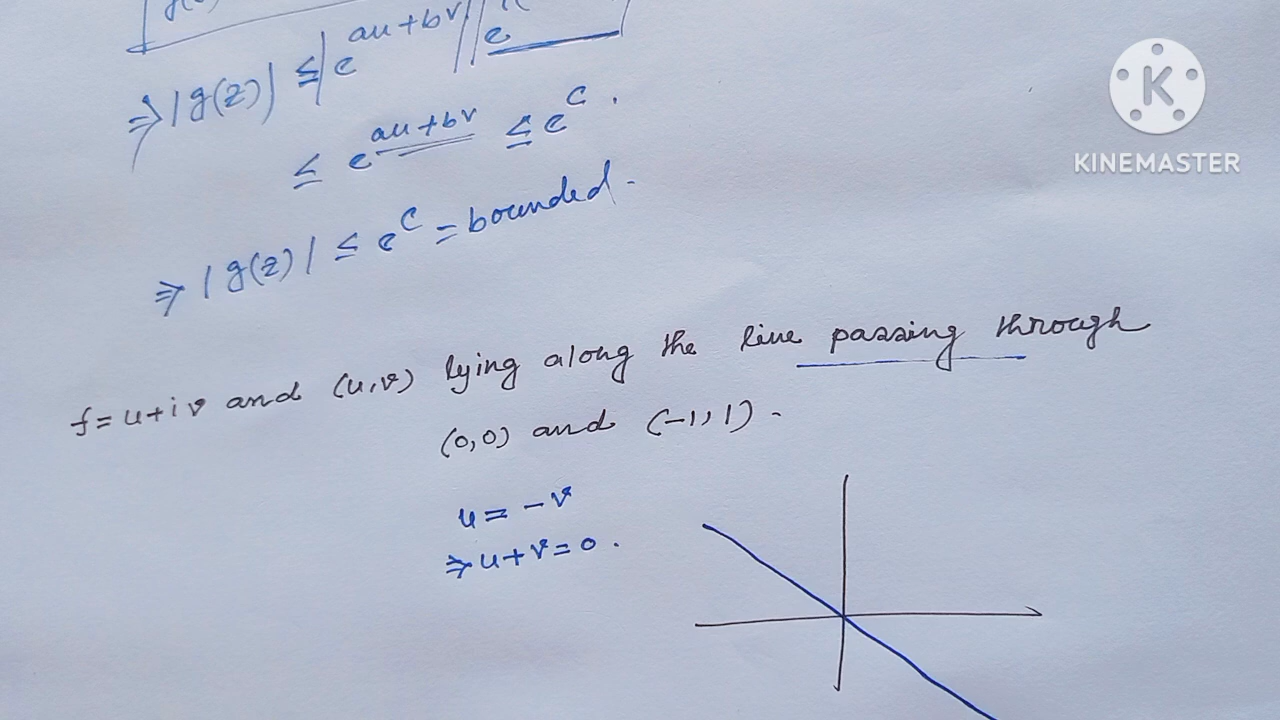 ⇒ |g(z)| ≤ |e^{au+bv}| |e
≤ e^{au+bv} ≤ e^c.
⇒ |g(z)| ≤ e^c = bounded.
f = u+iv and (u,v) lying along the line passing through
(0,0) and (-1,1).
u = -v
⇒ u+v=0.
K
KINEMASTER